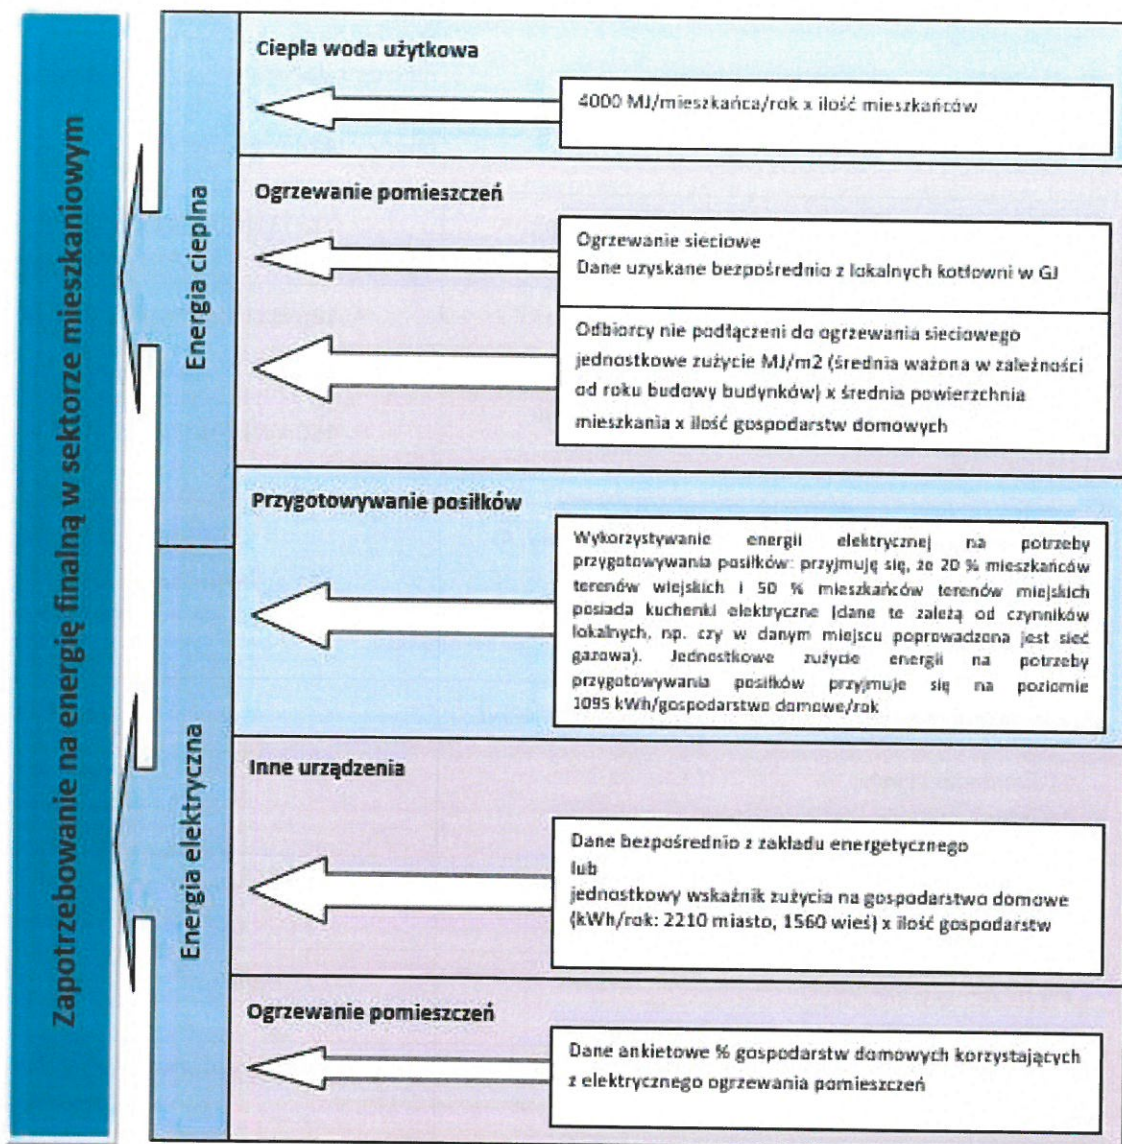 Zapotrzebowanie na energię finalną w sektorze mieszkaniowym
Energia cieplna
Ciepła woda użytkowa
4000 MJ/mieszkańca/rok x ilość mieszkańców
Ogrzewanie pomieszczeń
Ogrzewanie sieciowe
Dane uzyskane bezpośrednio z lokalnych kotłowni w GJ
Odbiorcy nie podłączeni do ogrzewania sieciowego
jednostkowe zużycie MJ/m2 (średnia ważona w zależności
od roku budowy budynków) x średnia powierzchnia
mieszkania x ilość gospodarstw domowych
Przygotowywanie posiłków
Wykorzystywanie energii elektrycznej na potrzeby
przygotowywania posiłków: przyjmuję się, że 20 % mieszkańców
terenów wiejskich i 50 % mieszkańców terenów miejskich
posiada kuchenki elektryczne (dane te zależą od czynników
lokalnych, np. czy w danym miejscu poprowadzona jest sieć
gazowa). Jednostkowe zużycie energii na potrzeby
przygotowywania posiłków przyjmuje się na poziomie
1095 kWh/gospodarstwo domowe/rok
Energia elektryczna
Inne urządzenia
Dane bezpośrednio z zakładu energetycznego
lub
jednostkowy wskaźnik zużycia na gospodarstwo domowe
(kWh/rok: 2210 miasto, 1560 wieś) x ilość gospodarstw
Ogrzewanie pomieszczeń
Dane ankietowe % gospodarstw domowych korzystających
z elektrycznego ogrzewania pomieszczeń